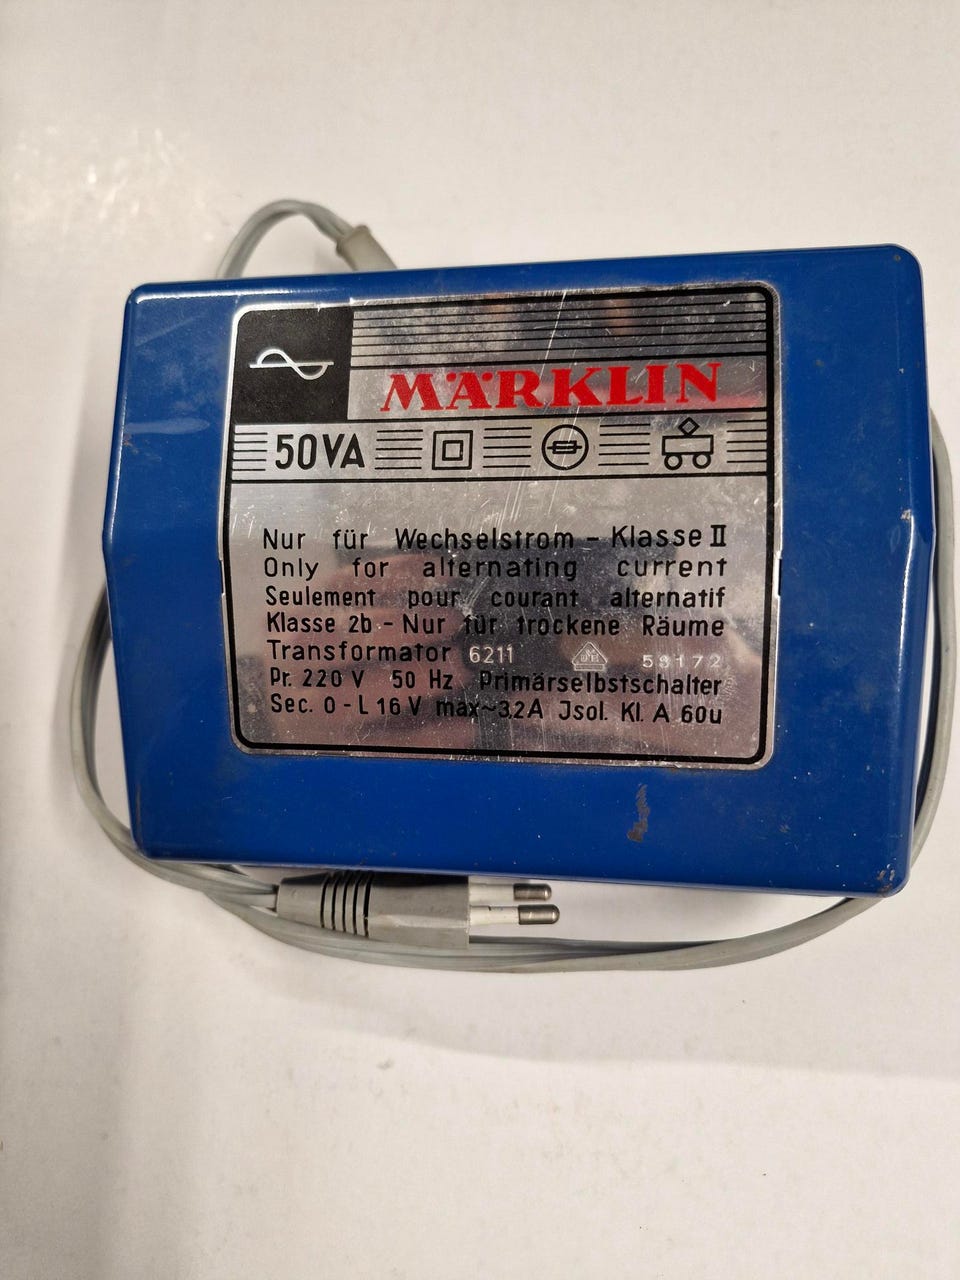 MÄRKLIN
50VA
Nur für Wechselstrom – Klasse II
Only for alternating current
Seulement pour courant alternatif
Klasse 2b - Nur für trockene Räume
Transformator 6211 59172
Pr. 220 V 50 Hz Primärselbstschalter
Sec. 0 - L 16 V max~3,2A Jsol. Kl. A 60u